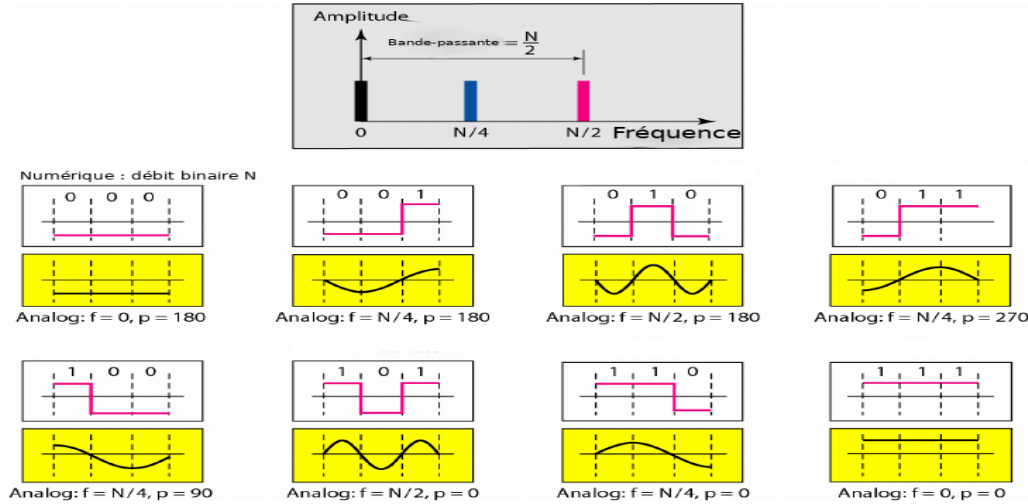 Amplitude
Bande-passante = N/2
0 N/4 N/2 Fréquence
Numérique : débit binaire N
0 0 0
0 0 1
0 1 0
0 1 1
Analog: f = 0, p = 180
Analog: f = N/4, p = 180
Analog: f = N/2, p = 180
Analog: f = N/4, p = 270
1 0 0
1 0 1
1 1 0
1 1 1
Analog: f = N/4, p = 90
Analog: f = N/2, p = 0
Analog: f = N/4, p = 0
Analog: f = 0, p = 0